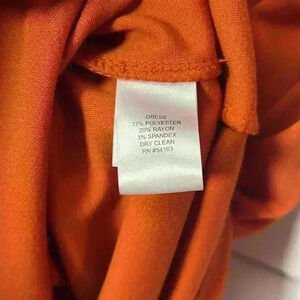 DRESS
77% POLYESTER
20% RAYON
3% SPANDEX
DRY CLEAN
RN #54163